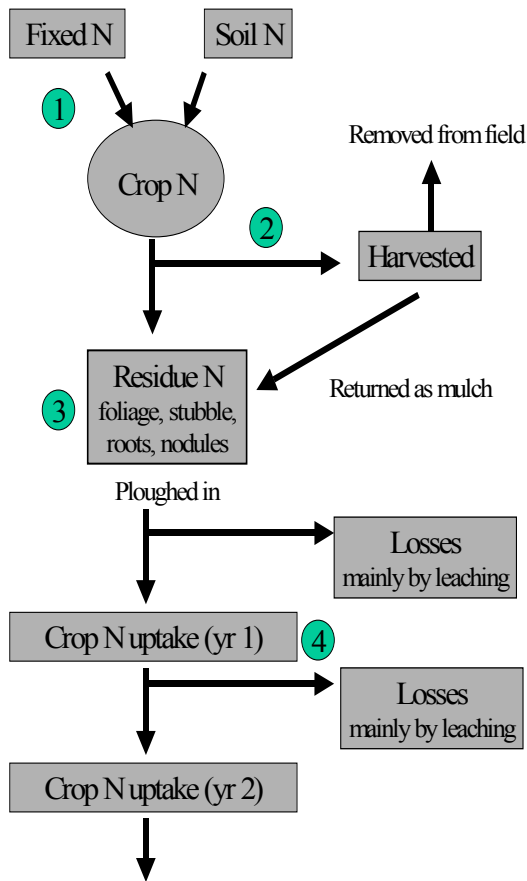 Fixed N
Soil N
1
Crop N
Removed from field
2
Harvested
Residue N
foliage, stubble,
roots, nodules
3
Returned as mulch
Ploughed in
Losses
mainly by leaching
Crop N uptake (yr 1)
4
Losses
mainly by leaching
Crop N uptake (yr 2)